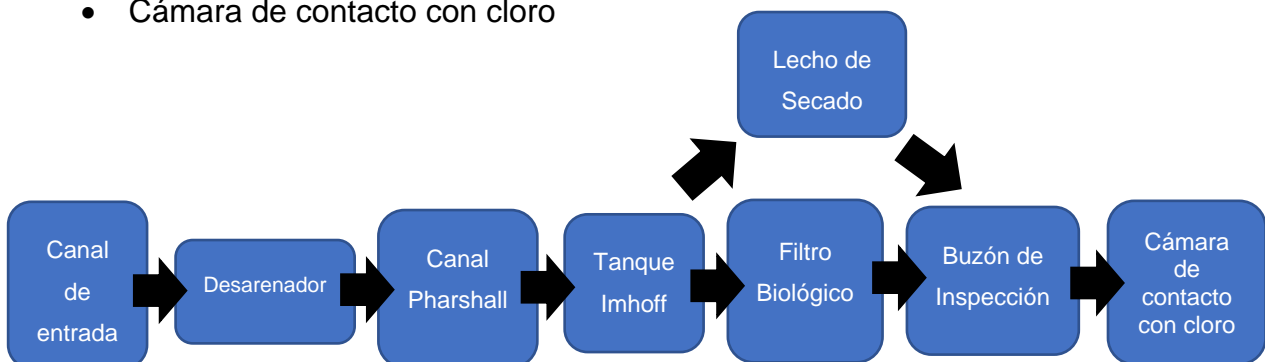 • Cámara de contacto con cloro
Lecho de
Secado
Canal
de
entrada
Desarenador
Canal
Pharshall
Tanque
Imhoff
Filtro
Biológico
Buzón de
Inspección
Cámara
de
contacto
con cloro